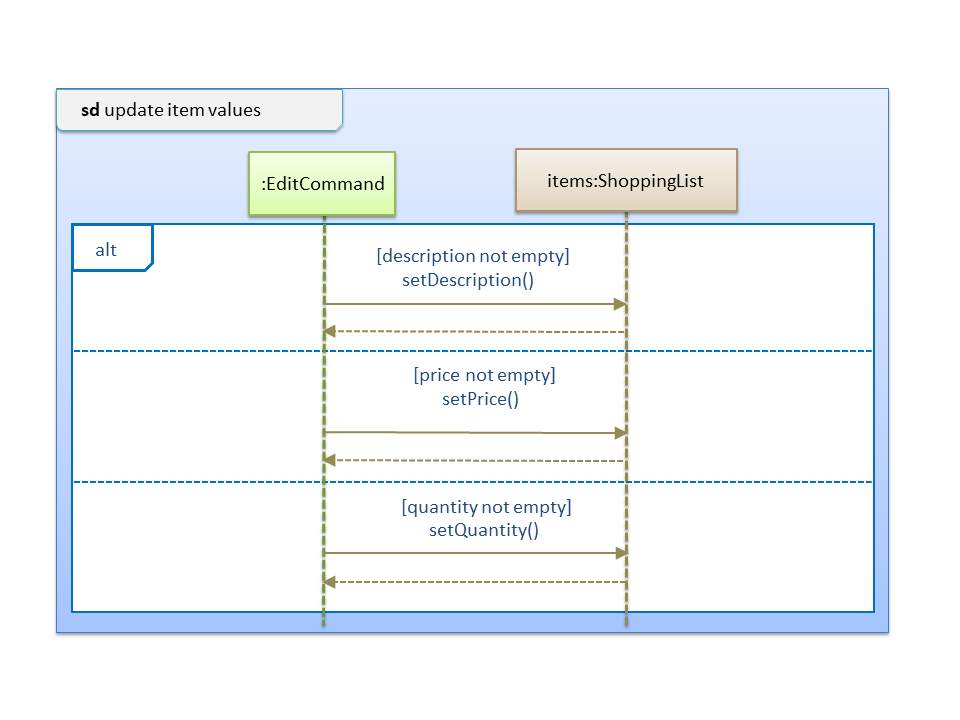 sd update item values
:EditCommand
items:ShoppingList
alt
[description not empty]
setDescription()
[price not empty]
setPrice()
[quantity not empty]
setQuantity()